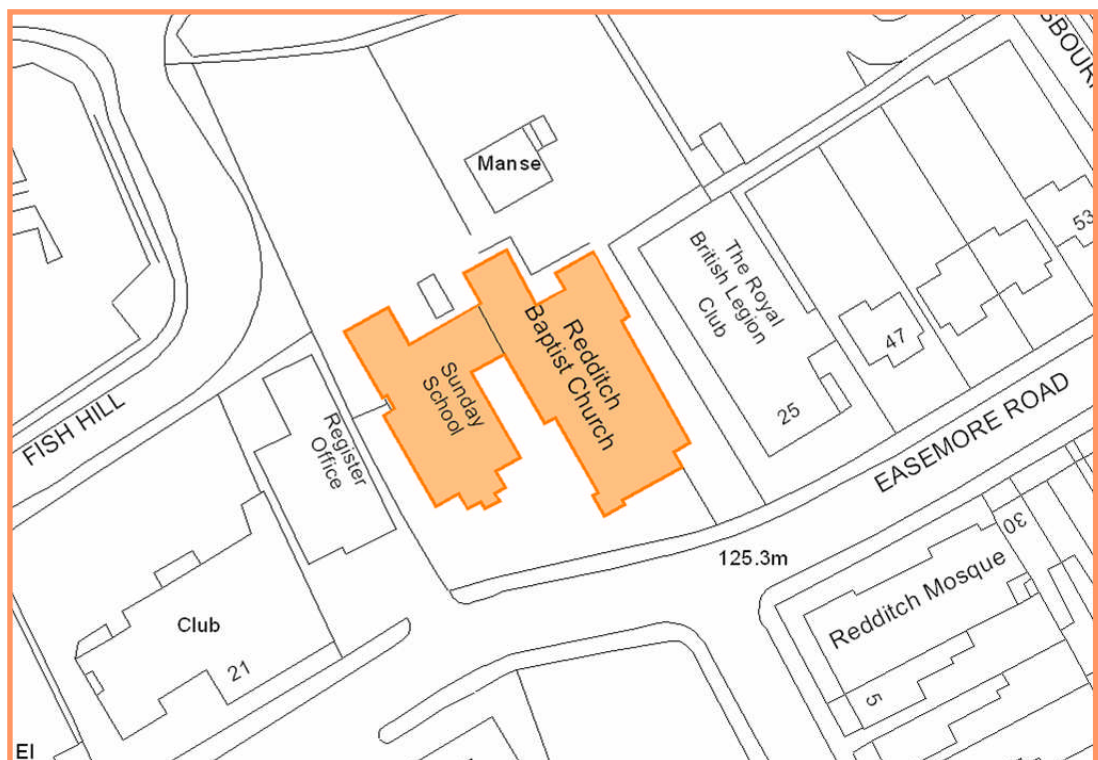 SBOUR
Manse
53
The Royal
British Legion
Club
47
Redditch
Baptist Church
Sunday
School
25
EASEMORE ROAD
FISH HILL
Register
Office
30
125.3m
Redditch Mosque
Club
21
5
El